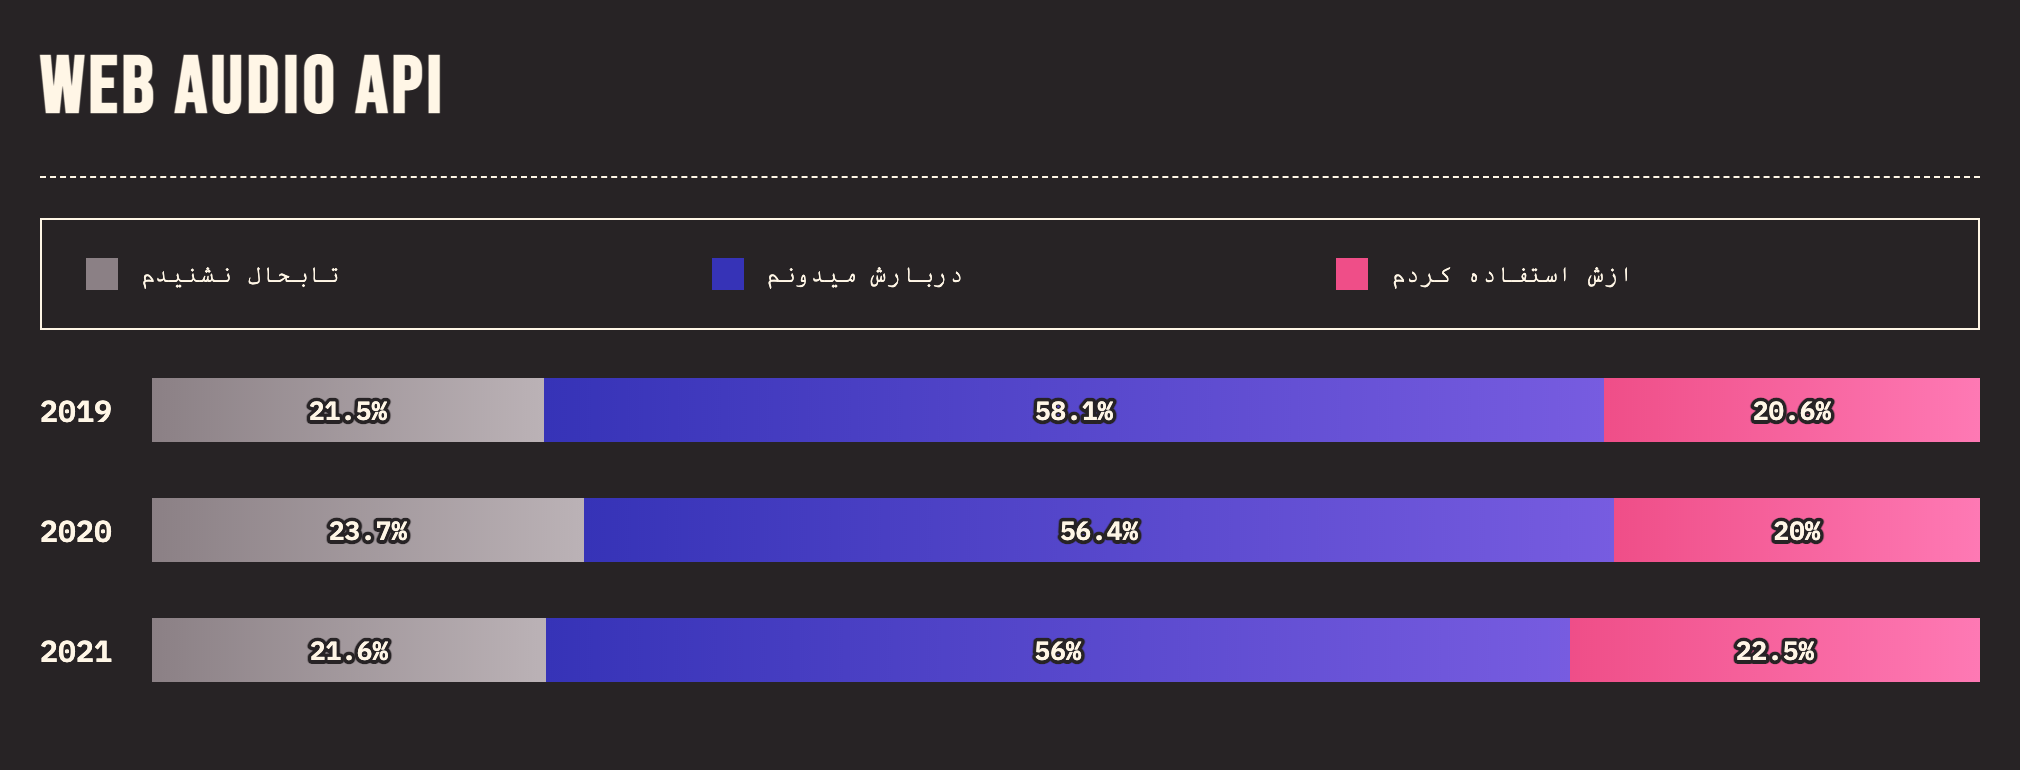 WEB AUDIO API
تابحال نشنیدم دربارش میدونم ازش استفاده کردم
2019 21.5% 58.1% 20.6%
2020 23.7% 56.4% 20%
2021 21.6% 56% 22.5%